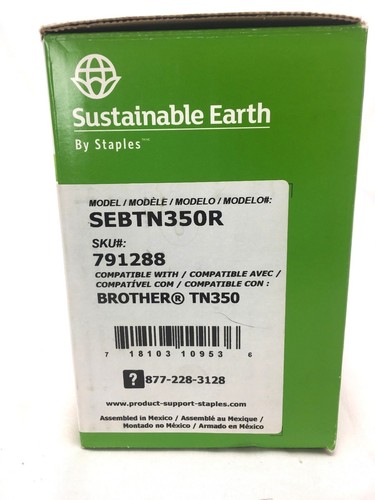 Sustainable Earth
By Staples™
MODEL / MODÈLE / MODELO / MODELO#:
SEBTN350R
SKU#:
791288
COMPATIBLE WITH / COMPATIBLE AVEC /
COMPATÍVEL COM / COMPATIBLE CON :
BROTHER® TN350
7 18103 10953 6
? 877-228-3128
www.product-support-staples.com
Assembled in Mexico / Assemblé au Mexique /
Montado no México / Armado en México